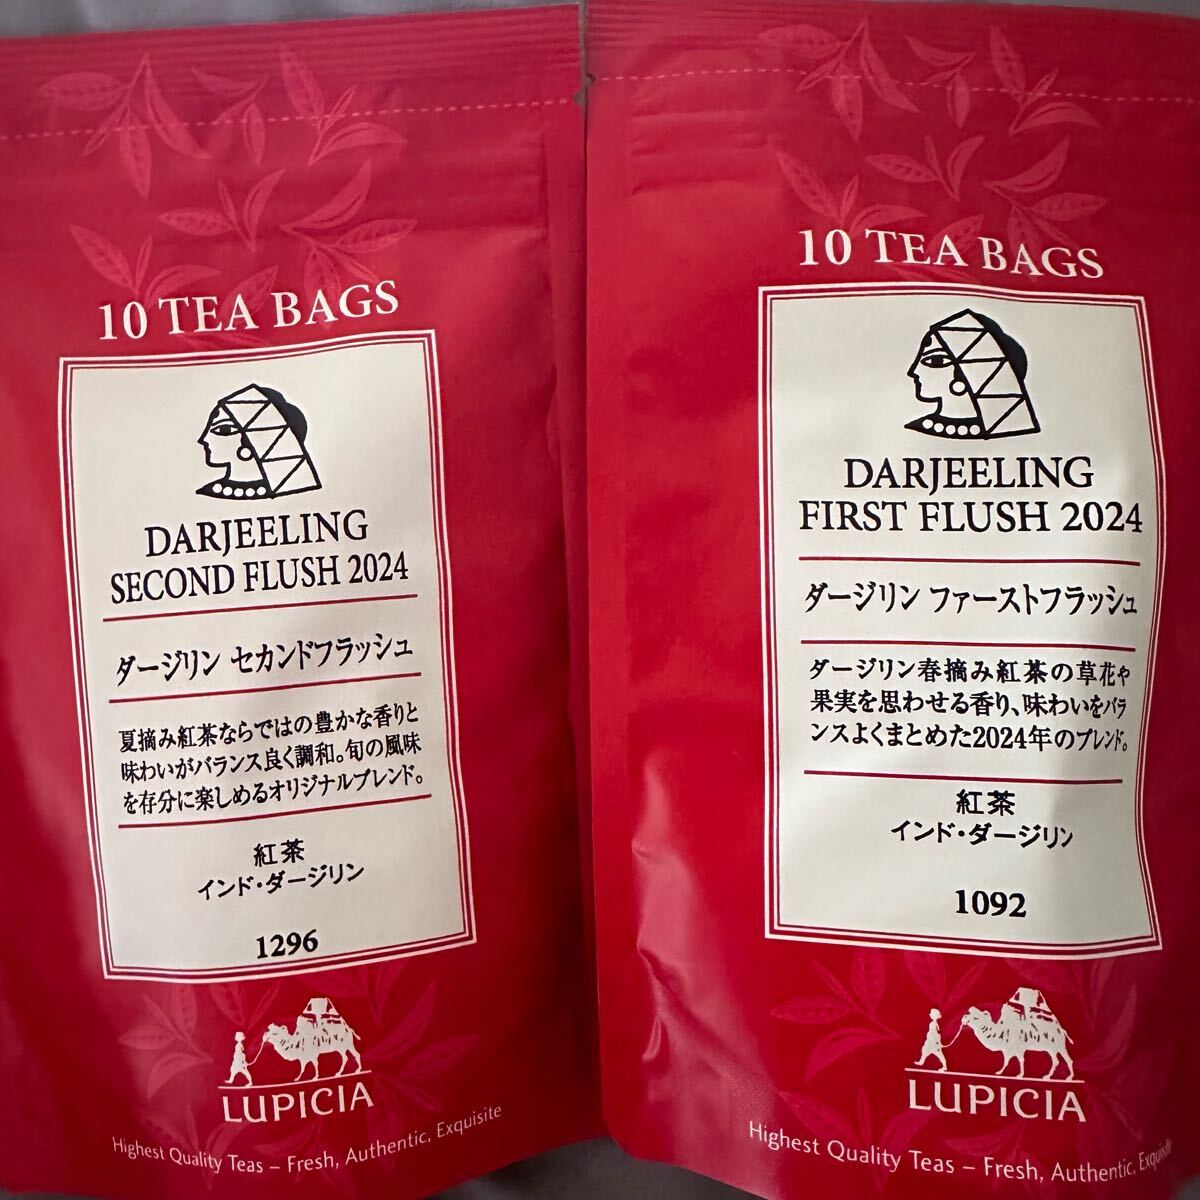 10 TEA BAGS
DARJEELING
SECOND FLUSH 2024
ダージリン セカンドフラッシュ
夏摘み紅茶ならではの豊かな香りと
味わいがバランス良く調和。旬の風味
を存分に楽しめるオリジナルブレンド。
紅茶
インド・ダージリン
1296
LUPICIA
Highest Quality Teas – Fresh, Authentic, Exquisite
10 TEA BAGS
DARJEELING
FIRST FLUSH 2024
ダージリン ファーストフラッシュ
ダージリン春摘み紅茶の草花や
果実を思わせる香り、味わいをバラ
ンスよくまとめた2024年のブレンド。
紅茶
インド・ダージリン
1092
LUPICIA
Highest Quality Teas – Fresh, Authentic, Exquisite